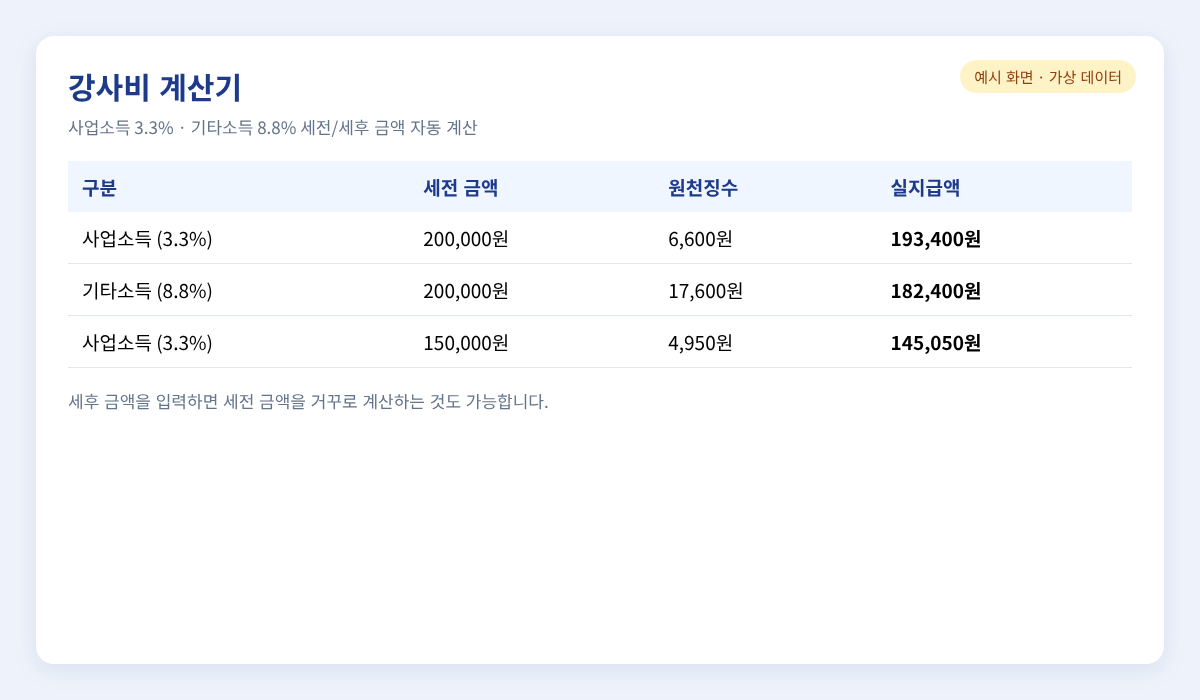 강사비 계산기
예시 화면 · 가상 데이터
사업소득 3.3% · 기타소득 8.8% 세전/세후 금액 자동 계산
구분 세전 금액 원천징수 실지급액
사업소득 (3.3%) 200,000원 6,600원 193,400원
기타소득 (8.8%) 200,000원 17,600원 182,400원
사업소득 (3.3%) 150,000원 4,950원 145,050원
세후 금액을 입력하면 세전 금액을 거꾸로 계산하는 것도 가능합니다.